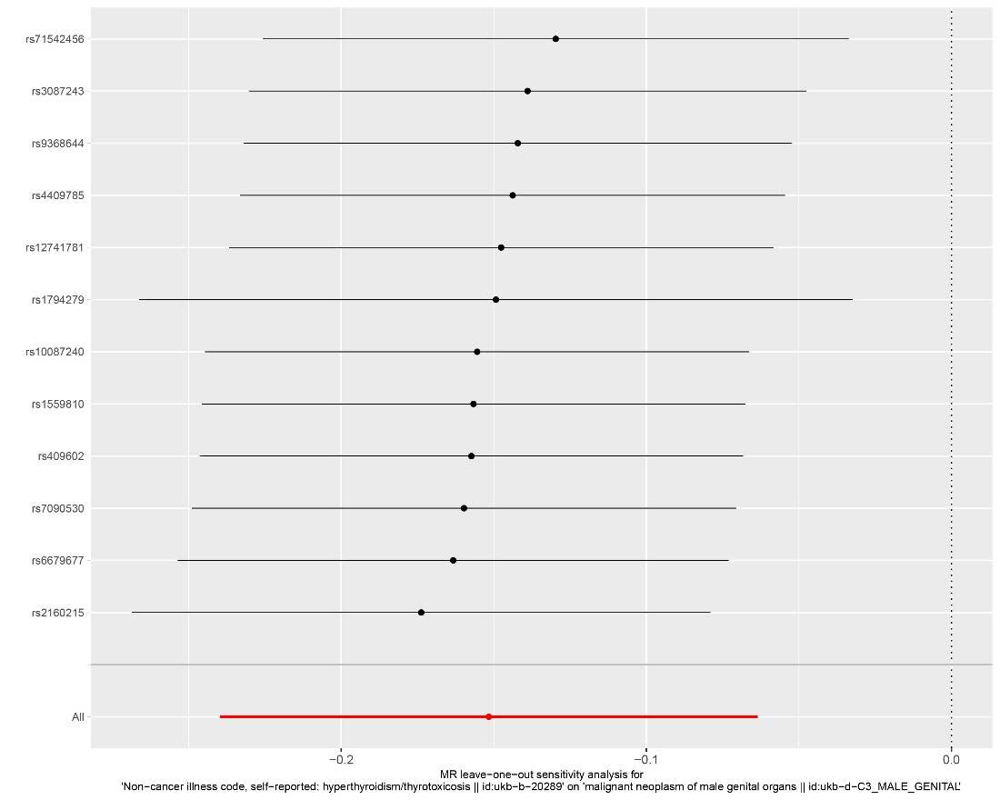 rs71542456
rs3087243
rs9368644
rs4409785
rs12741781
rs1794279
rs10087240
rs1559810
rs409602
rs7090530
rs6679677
rs2160215
All
−0.2 −0.1 0.0
MR leave−one−out sensitivity analysis for
'Non−cancer illness code, self−reported: hyperthyroidism/thyrotoxicosis || id:ukb−b−20289' on 'malignant neoplasm of male genital organs || id:ukb−d−C3_MALE_GENITAL'